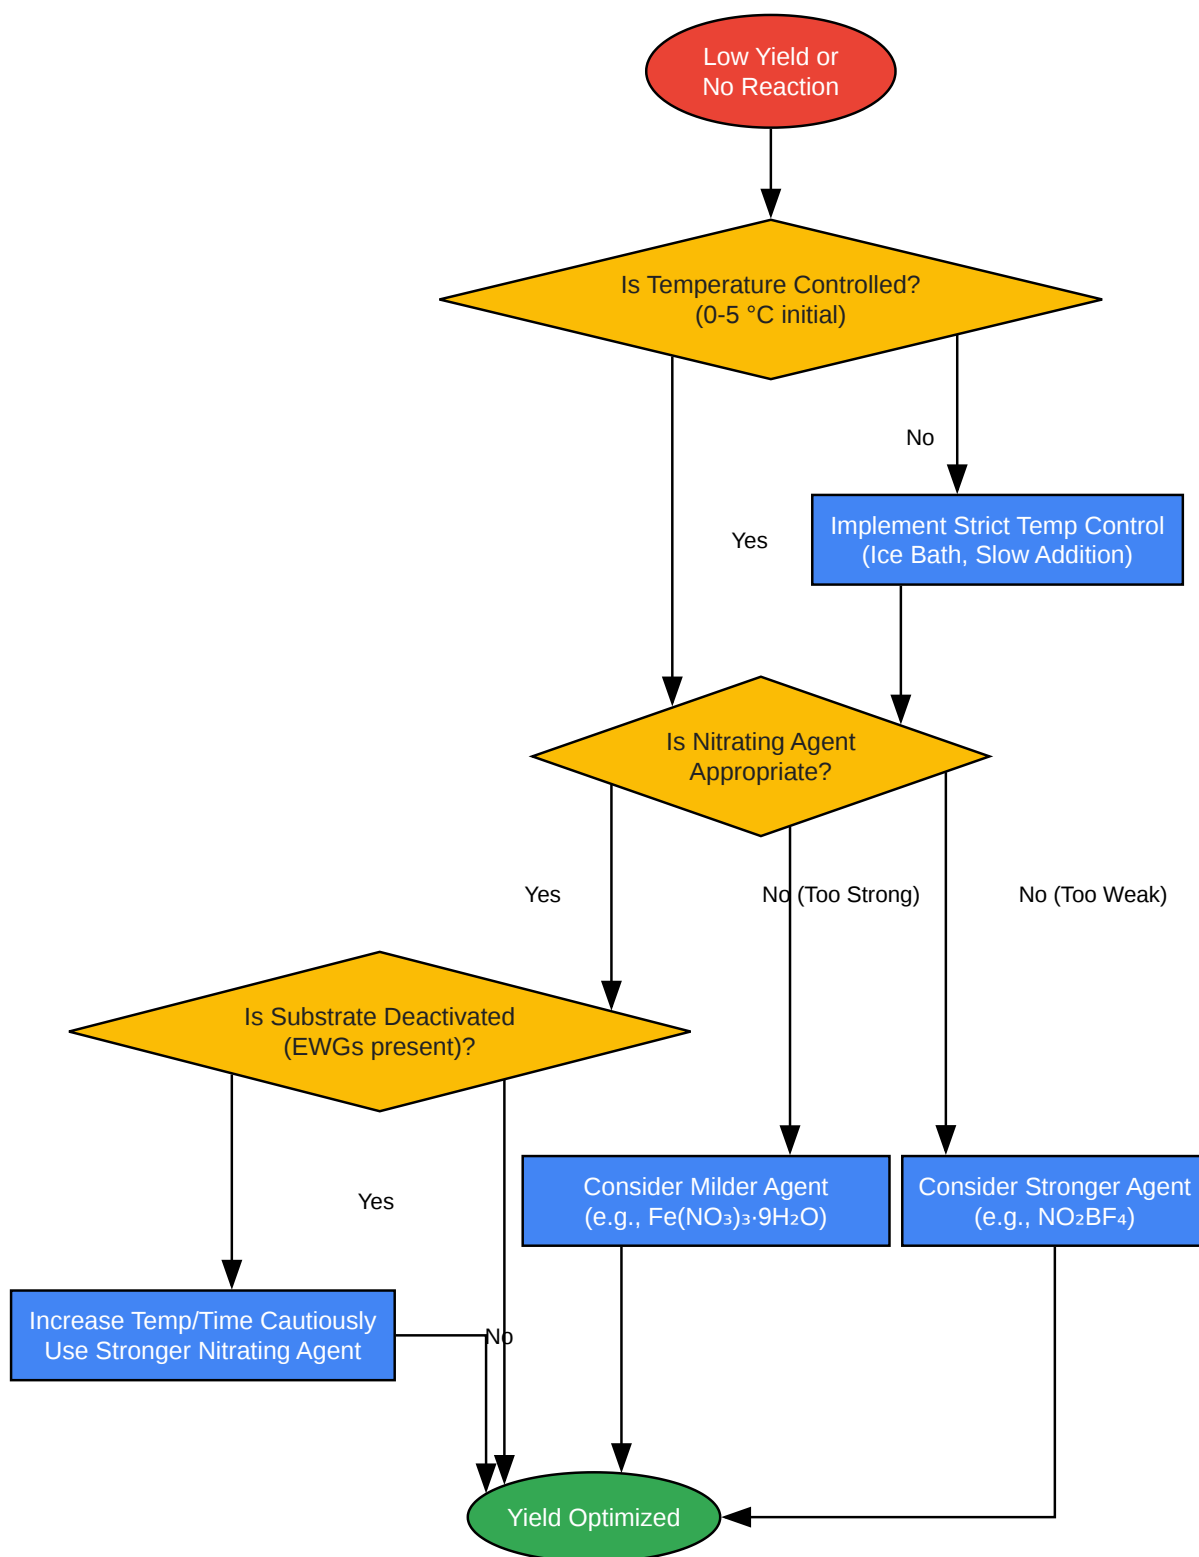 Low Yield or
No Reaction
Is Temperature Controlled?
(0-5 °C initial)
No
Implement Strict Temp Control
(Ice Bath, Slow Addition)
Yes
Is Nitrating Agent
Appropriate?
Yes
No (Too Strong)
No (Too Weak)
Is Substrate Deactivated
(EWGs present)?
Yes
Consider Milder Agent
(e.g., Fe(NO₃)₃·9H₂O)
Consider Stronger Agent
(e.g., NO₂BF₄)
Increase Temp/Time Cautiously
Use Stronger Nitrating Agent
No
Yield Optimized